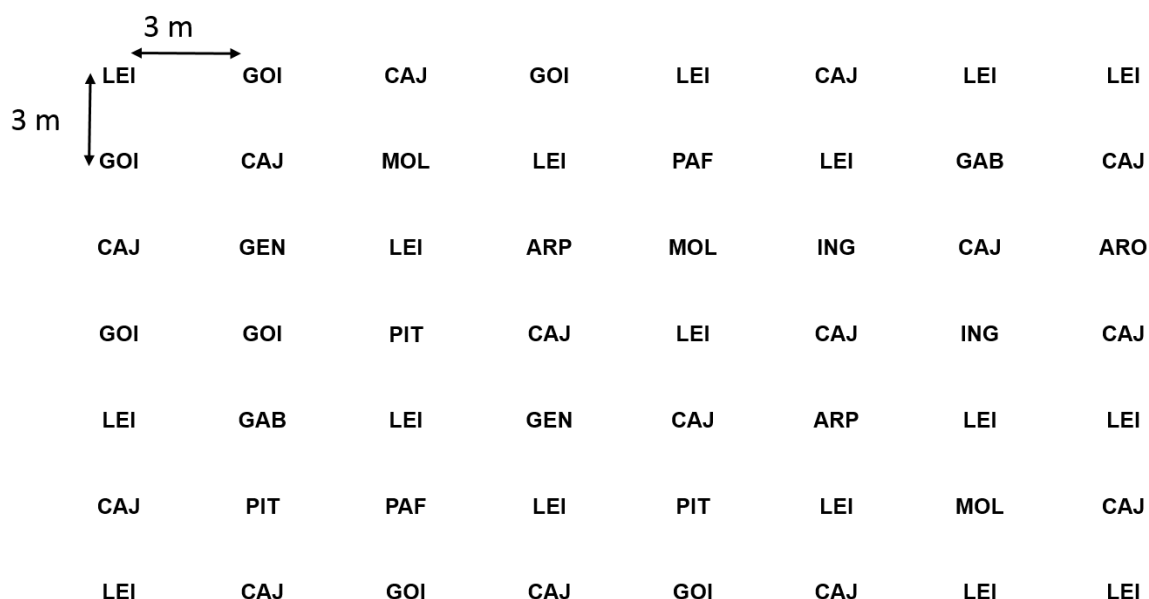 3 m
LEI GOI CAJ GOI LEI CAJ LEI LEI
3 m
GOI CAJ MOL LEI PAF LEI GAB CAJ
CAJ GEN LEI ARP MOL ING CAJ ARO
GOI GOI PIT CAJ LEI CAJ ING CAJ
LEI GAB LEI GEN CAJ ARP LEI LEI
CAJ PIT PAF LEI PIT LEI MOL CAJ
LEI CAJ GOI CAJ GOI CAJ LEI LEI